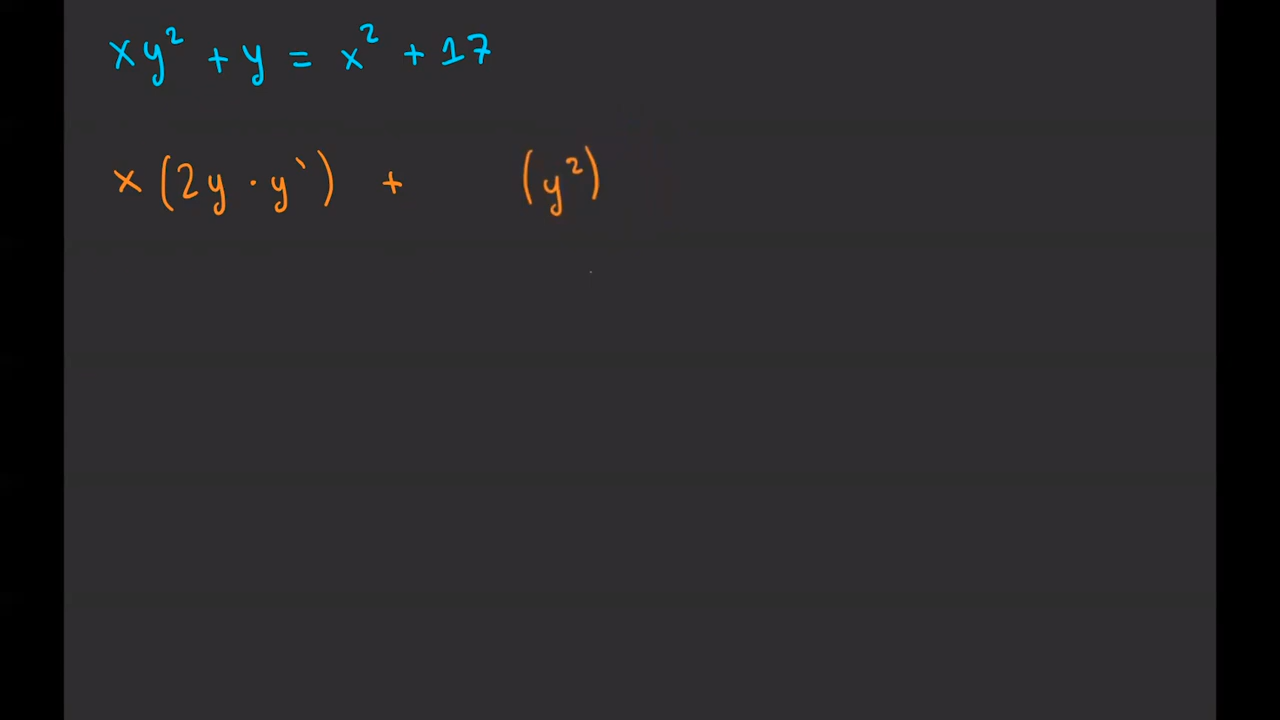 xy² + y = x² + 17
x (2y · y`) + (y²)